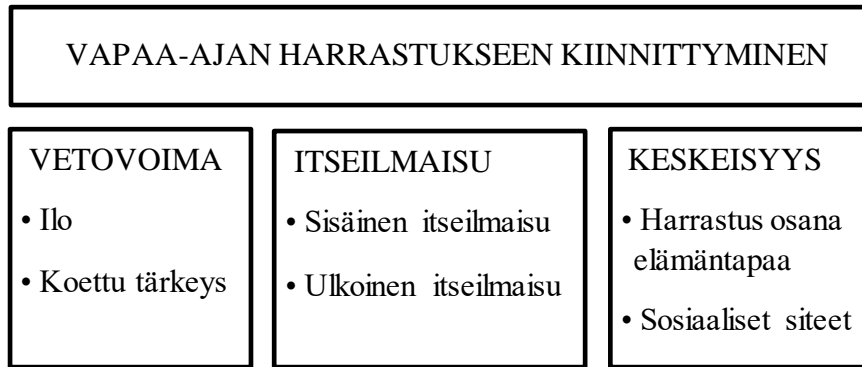 VAPAA-AJAN HARRASTUKSEEN KIINNITTYMINEN
VETOVOIMA
• Ilo
• Koettu tärkeys
ITSEILMAISU
• Sisäinen itseilmaisu
• Ulkoinen itseilmaisu
KESKEISYYS
• Harrastus osana
elämäntapaa
• Sosiaaliset siteet